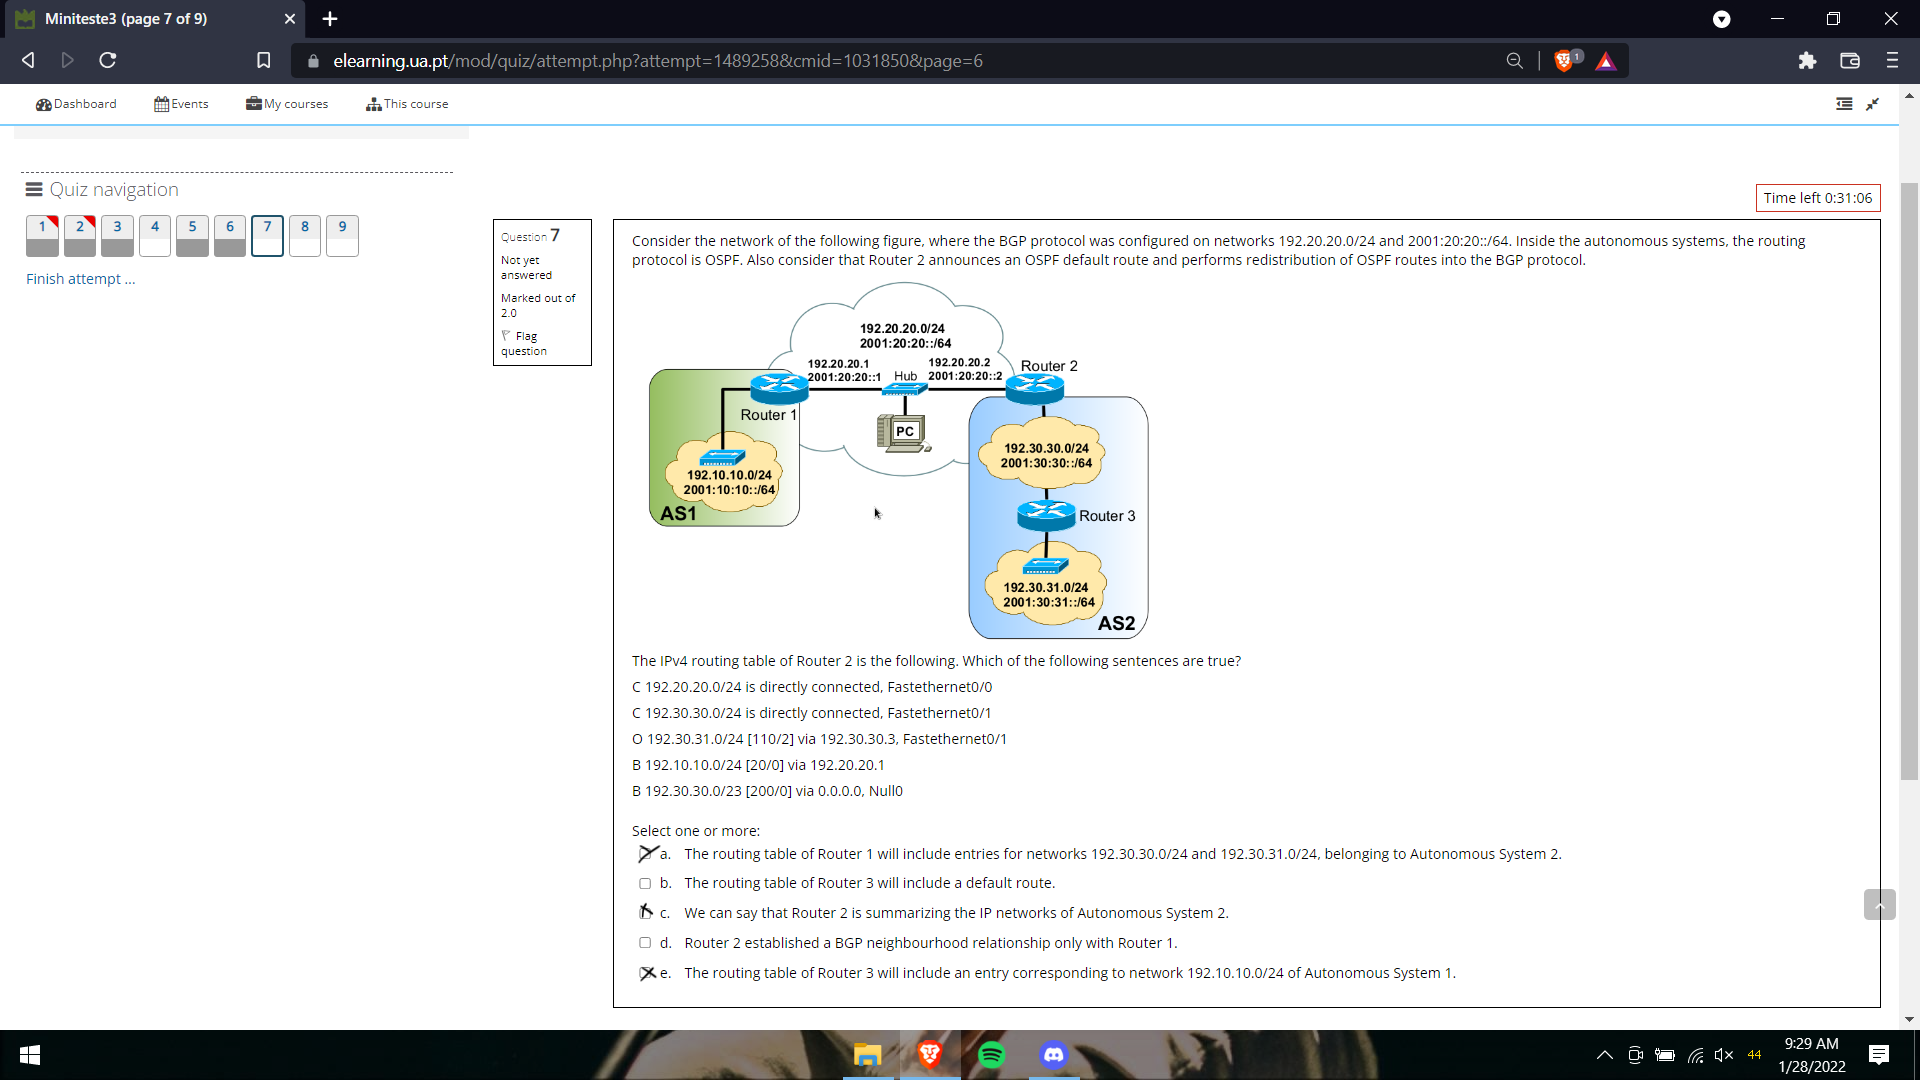 Miniteste3 (page 7 of 9)
elearning.ua.pt/mod/quiz/attempt.php?attempt=1489258&cmid=1031850&page=6
1
Dashboard
Events
My courses
This course
Quiz navigation
1
2
3
4
5
6
7
8
9
Finish attempt ...
Time left 0:31:06
Question 7
Not yet
answered
Marked out of
2.0
Flag
question
Consider the network of the following figure, where the BGP protocol was configured on networks 192.20.20.0/24 and 2001:20:20::/64. Inside the autonomous systems, the routing
protocol is OSPF. Also consider that Router 2 announces an OSPF default route and performs redistribution of OSPF routes into the BGP protocol.
192.20.20.0/24
2001:20:20::/64
192.20.20.1
2001:20:20::1
Hub
192.20.20.2
2001:20:20::2
Router 2
Router 1
PC
192.10.10.0/24
2001:10:10::/64
AS1
192.30.30.0/24
2001:30:30::/64
Router 3
192.30.31.0/24
2001:30:31::/64
AS2
The IPv4 routing table of Router 2 is the following. Which of the following sentences are true?
C 192.20.20.0/24 is directly connected, Fastethernet0/0
C 192.30.30.0/24 is directly connected, Fastethernet0/1
O 192.30.31.0/24 [110/2] via 192.30.30.3, Fastethernet0/1
B 192.10.10.0/24 [20/0] via 192.20.20.1
B 192.30.30.0/23 [200/0] via 0.0.0.0, Null0
Select one or more:
a. The routing table of Router 1 will include entries for networks 192.30.30.0/24 and 192.30.31.0/24, belonging to Autonomous System 2.
b. The routing table of Router 3 will include a default route.
c. We can say that Router 2 is summarizing the IP networks of Autonomous System 2.
d. Router 2 established a BGP neighbourhood relationship only with Router 1.
e. The routing table of Router 3 will include an entry corresponding to network 192.10.10.0/24 of Autonomous System 1.
44
9:29 AM
1/28/2022